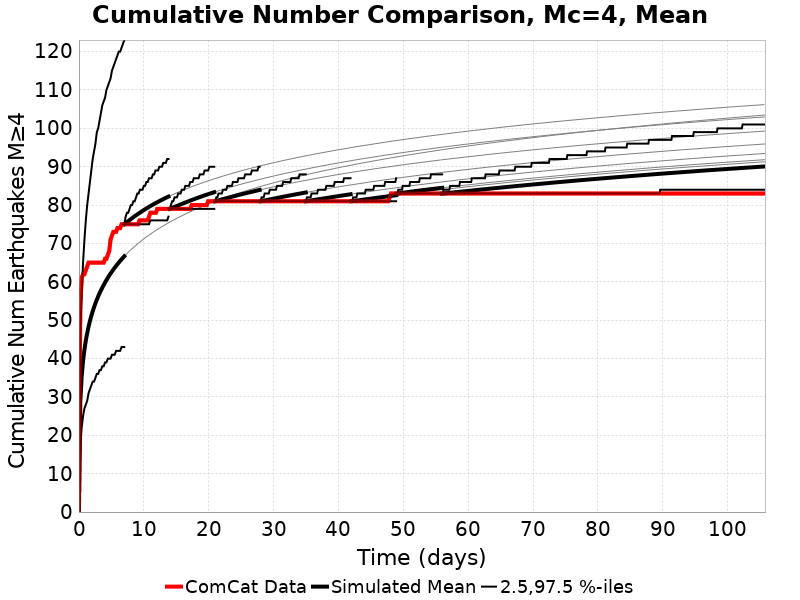 Cumulative Number Comparison, Mc=4, Mean
Cumulative Num Earthquakes M≥4
120
110
100
90
80
70
60
50
40
30
20
10
0
0 10 20 30 40 50 60 70 80 90 100
Time (days)
ComCat Data Simulated Mean 2.5,97.5 %-iles